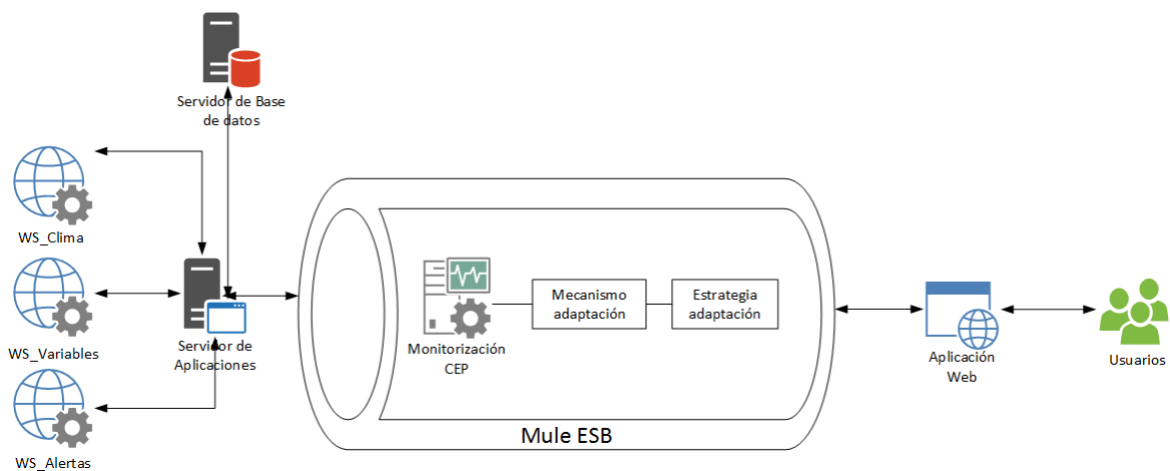 Servidor de Base
de datos
WS_Clima
WS_Variables
Servidor de
Aplicaciones
WS_Alertas
Monitorización
CEP
Mecanismo
adaptación
Estrategia
adaptación
Mule ESB
Aplicación
Web
Usuarios